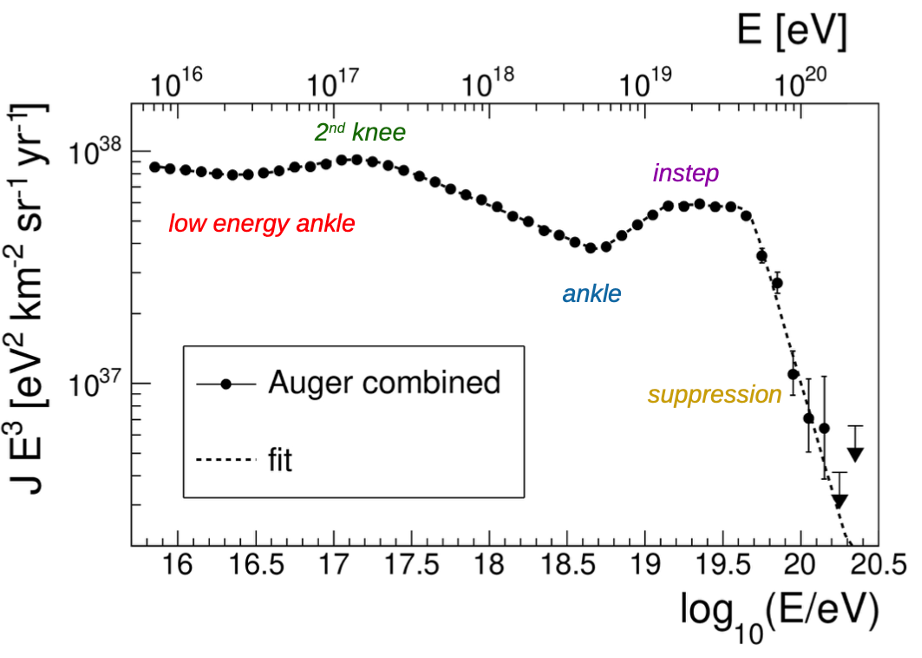 E [eV]
10^16 10^17 10^18 10^19 10^20
J E^3 [eV^2 km^-2 sr^-1 yr^-1]
10^38
2^nd knee
instep
low energy ankle
ankle
10^37
Auger combined
suppression
fit
16 16.5 17 17.5 18 18.5 19 19.5 20 20.5
log_10(E/eV)